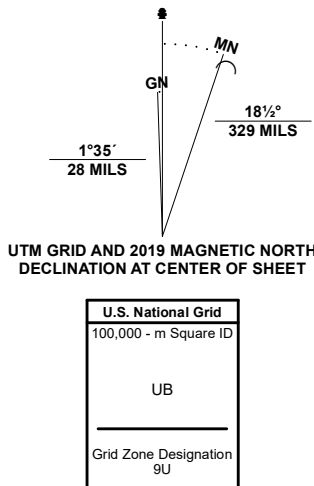 MN
GN
18½°
329 MILS
1°35´
28 MILS
UTM GRID AND 2019 MAGNETIC NORTH
DECLINATION AT CENTER OF SHEET
U.S. National Grid
100,000 - m Square ID
UB
Grid Zone Designation
9U